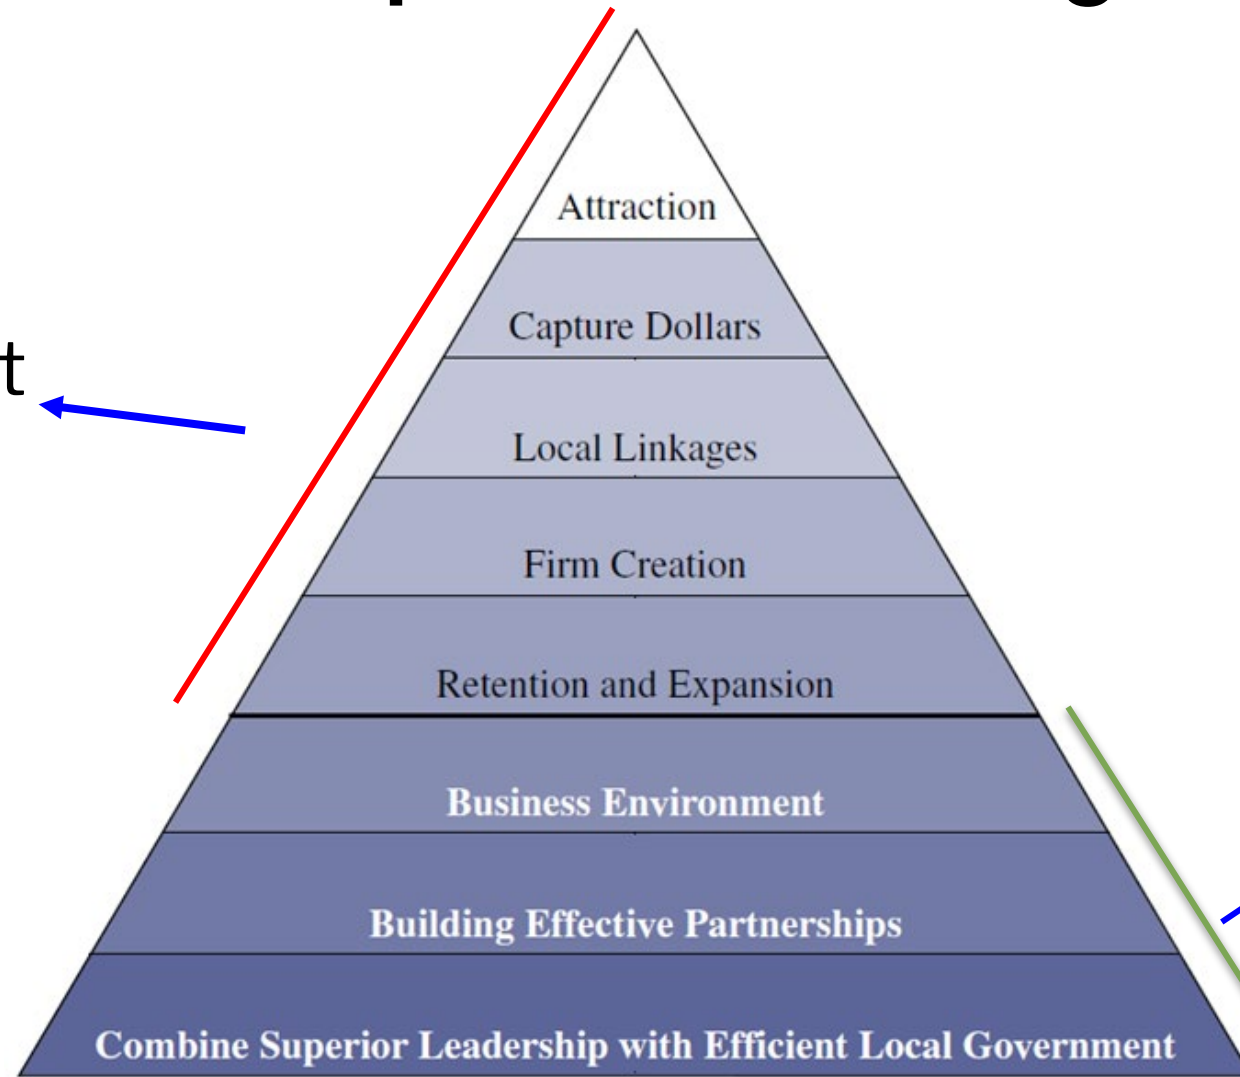 Attraction
Capture Dollars
t
Local Linkages
Firm Creation
Retention and Expansion
Business Environment
Building Effective Partnerships
Combine Superior Leadership with Efficient Local Government